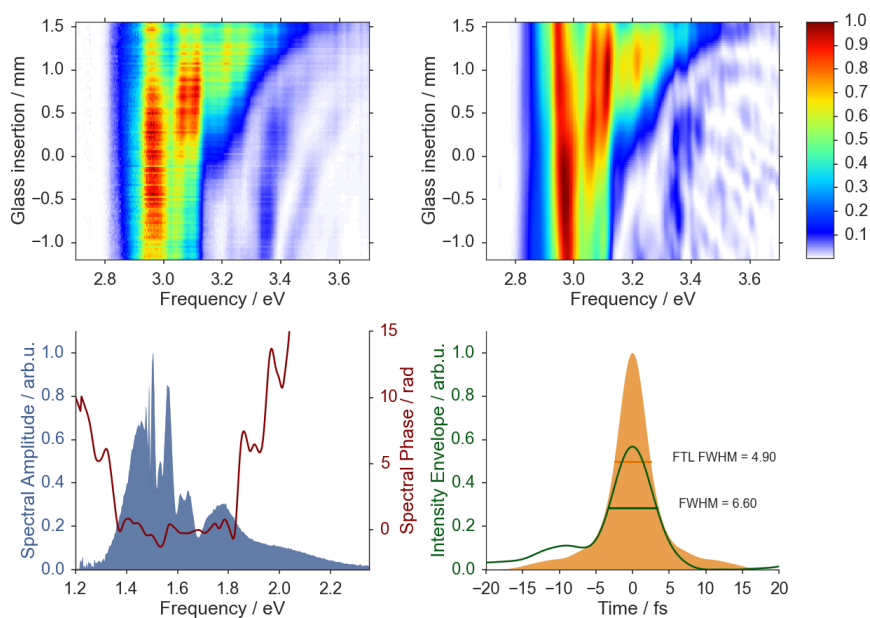 1.5
1.0
0.5
0.0
−0.5
−1.0
Glass insertion / mm
2.8 3.0 3.2 3.4 3.6
Frequency / eV
1.5
1.0
0.5
0.0
−0.5
−1.0
Glass insertion / mm
2.8 3.0 3.2 3.4 3.6
Frequency / eV
1.0
0.9
0.8
0.7
0.6
0.5
0.4
0.3
0.2
0.1
1.0
0.8
0.6
0.4
0.2
0.0
Spectral Amplitude / arb.u.
15
10
5
0
Spectral Phase / rad
1.2 1.4 1.6 1.8 2.0 2.2
Frequency / eV
1.0
0.8
0.6
0.4
0.2
0.0
Intensity Envelope / arb.u.
FTL FWHM = 4.90
FWHM = 6.60
−20 −15 −10 −5 0 5 10 15 20
Time / fs